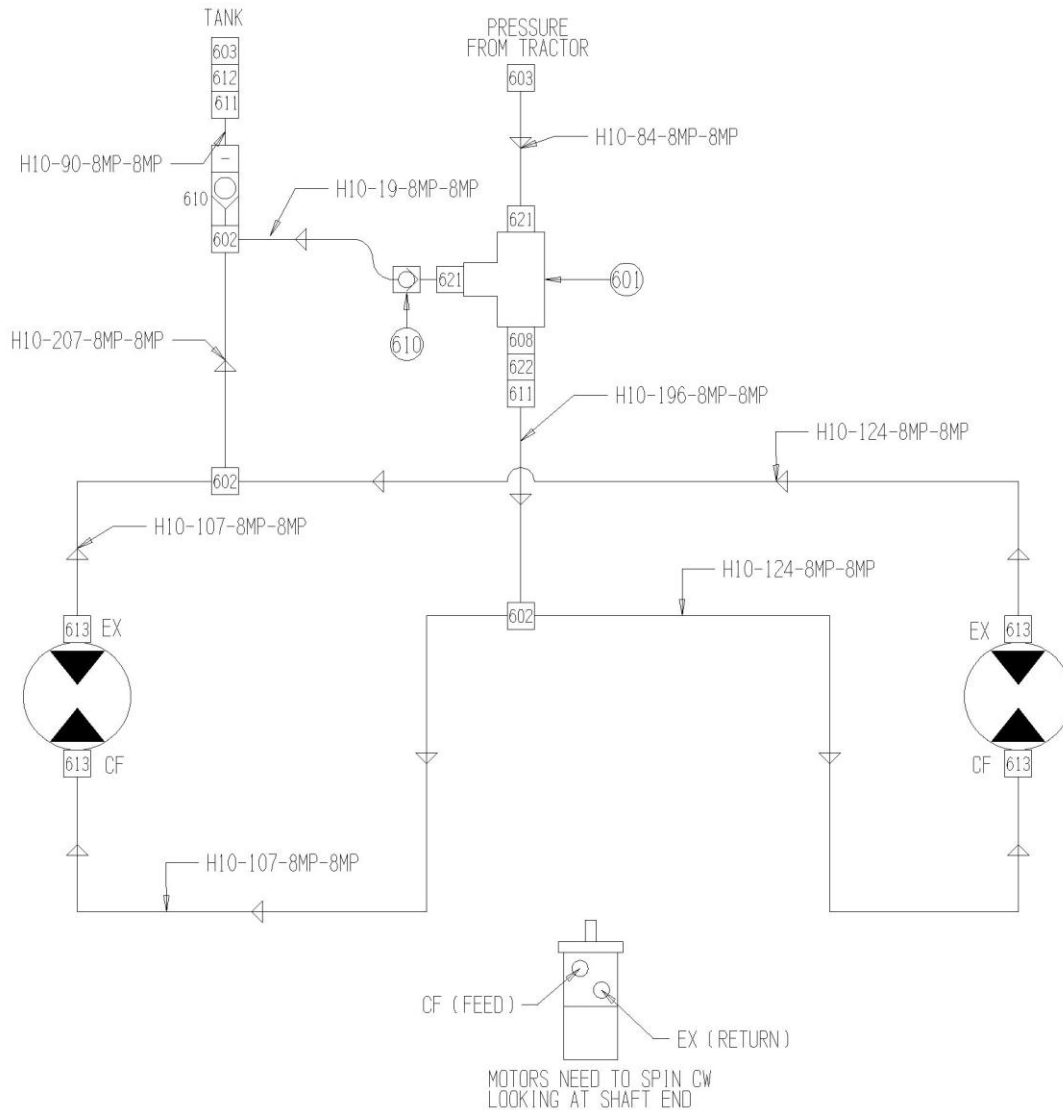 TANK
603
612
611
PRESSURE
FROM TRACTOR
603
H10-84-8MP-8MP
H10-90-8MP-8MP
-
610
602
H10-19-8MP-8MP
621
621
601
610
608
622
611
H10-207-8MP-8MP
H10-196-8MP-8MP
H10-124-8MP-8MP
602
H10-107-8MP-8MP
H10-124-8MP-8MP
602
613 EX
EX 613
613 CF
CF 613
H10-107-8MP-8MP
CF (FEED)
EX (RETURN)
MOTORS NEED TO SPIN CW
LOOKING AT SHAFT END